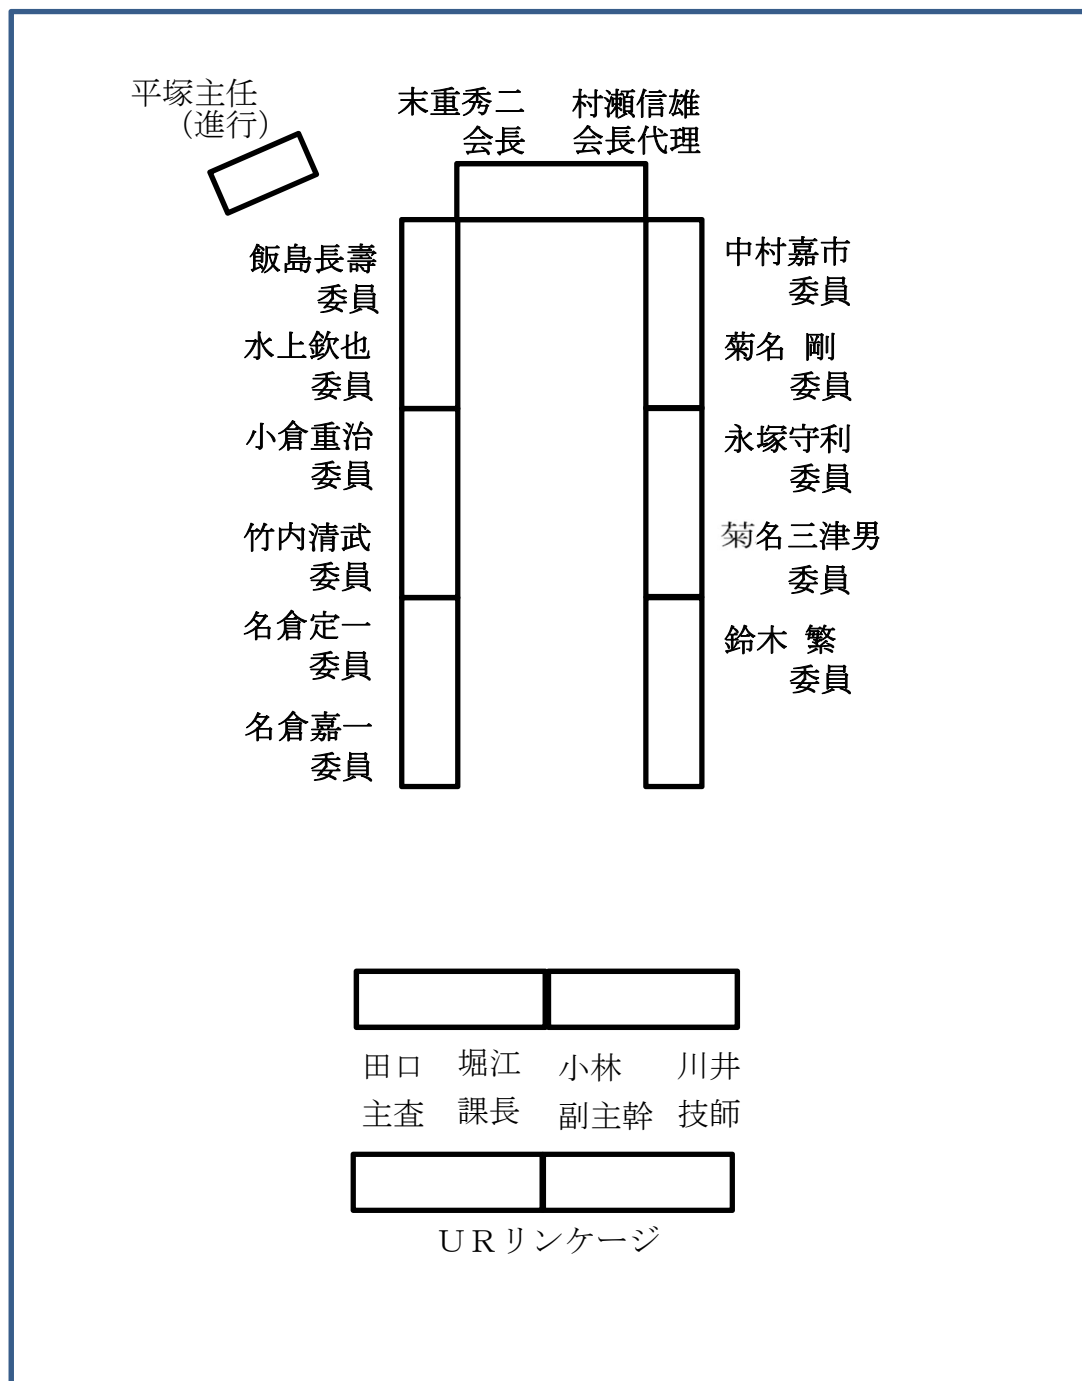 平塚主任
（進行）
末重秀二
会長
村瀬信雄
会長代理
飯島長壽
委員
水上欽也
委員
小倉重治
委員
竹内清武
委員
名倉定一
委員
名倉嘉一
委員
中村嘉市
委員
菊名 剛
委員
永塚守利
委員
菊名三津男
委員
鈴木 繁
委員
田口 堀江 小林 川井
主査 課長 副主幹 技師
ＵＲリンケージ